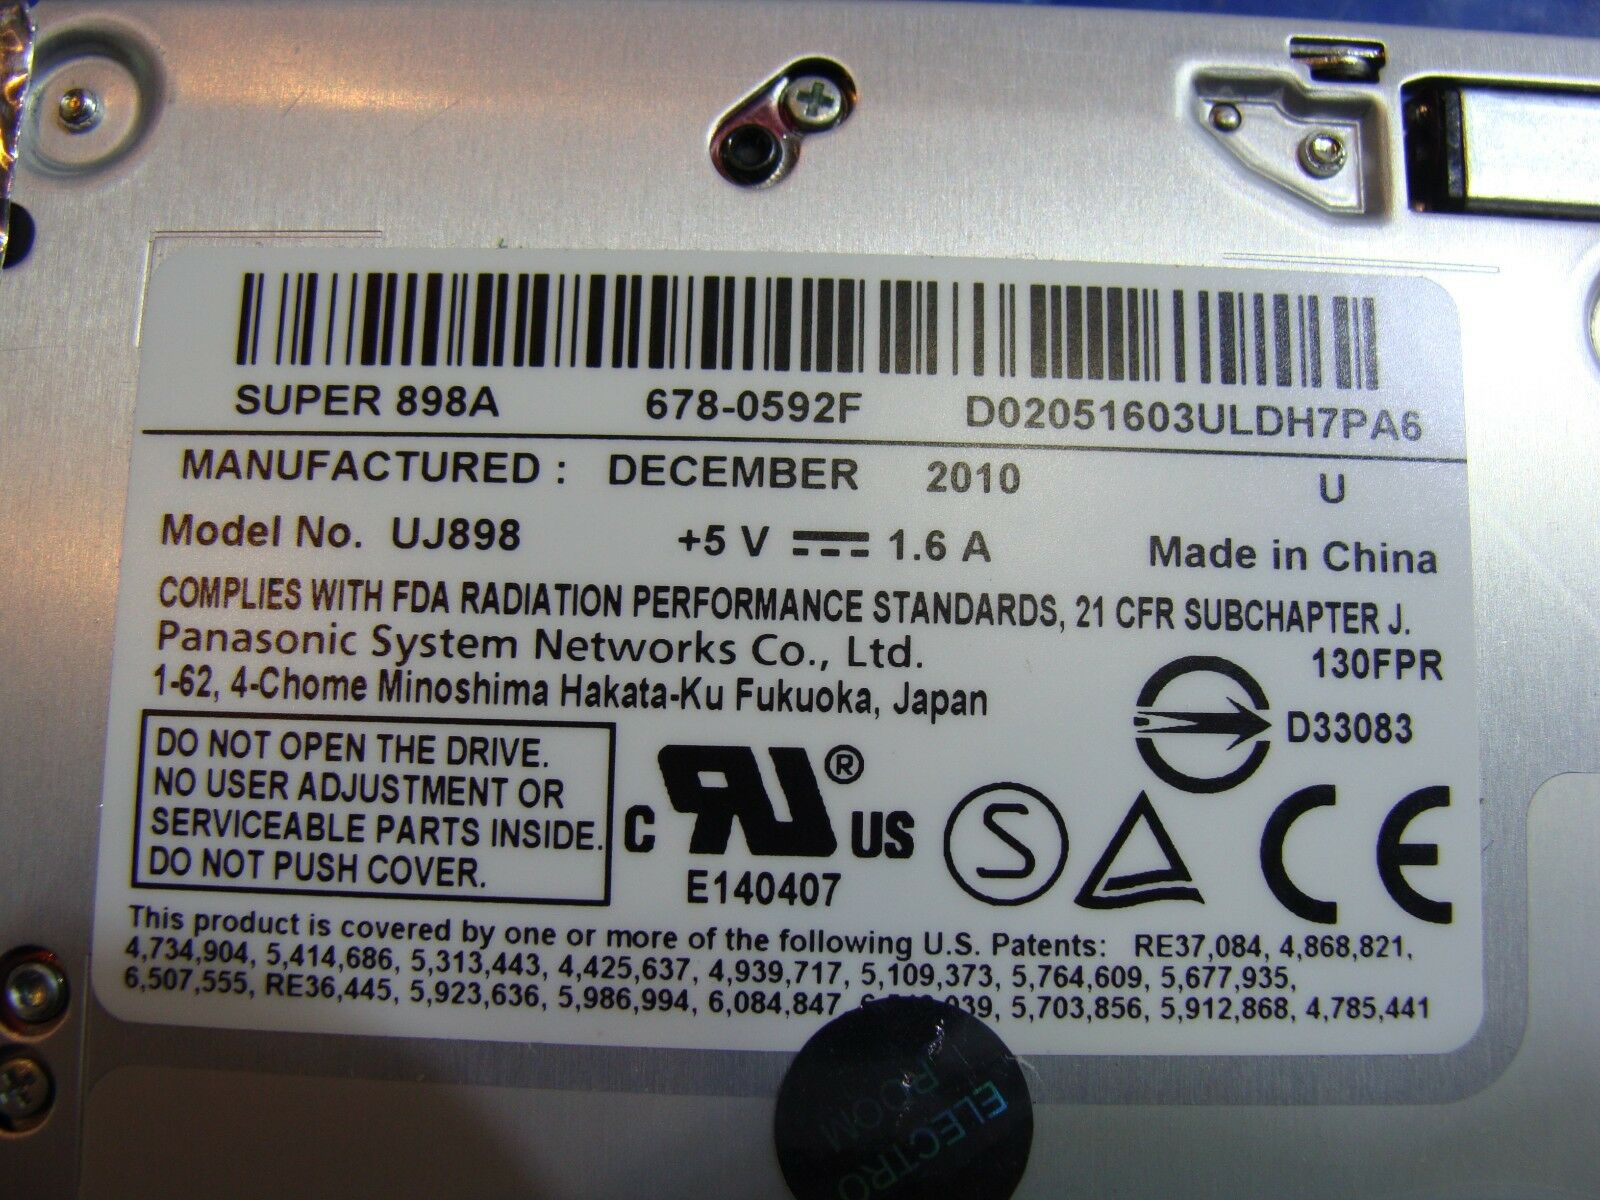 SUPER 898A 678-0592F D02051603ULDH7PA6
MANUFACTURED : DECEMBER 2010 U
Model No. UJ898 +5 V 1.6 A Made in China
COMPLIES WITH FDA RADIATION PERFORMANCE STANDARDS, 21 CFR SUBCHAPTER J.
Panasonic System Networks Co., Ltd. 130FPR
1-62, 4-Chome Minoshima Hakata-Ku Fukuoka, Japan
D33083
DO NOT OPEN THE DRIVE.
NO USER ADJUSTMENT OR
SERVICEABLE PARTS INSIDE.
DO NOT PUSH COVER.
C RU® US S CE
E140407
This product is covered by one or more of the following U.S. Patents: RE37,084, 4,868,821,
4,734,904, 5,414,686, 5,313,443, 4,425,637, 4,939,717, 5,109,373, 5,764,609, 5,677,935,
6,507,555, RE36,445, 5,923,636, 5,986,994, 6,084,847, 5,703,856, 5,912,868, 4,785,441
ELECTRO
ROOM